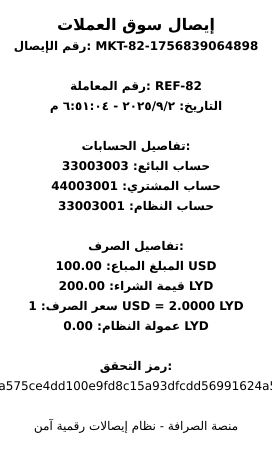 إيصال سوق العملات
رقم الإيصال: MKT-82-1756839064898
رقم المعاملة: REF-82
التاريخ: ٢٠٢٥/٩/٢ - ٦:٥١:٠٤ م
تفاصيل الحسابات:
حساب البائع: 33003003
حساب المشتري: 44003001
حساب النظام: 33003001
تفاصيل الصرف:
المبلغ المباع: 100.00 USD
قيمة الشراء: 200.00 LYD
سعر الصرف: 1 USD = 2.0000 LYD
عمولة النظام: 0.00 LYD
رمز التحقق:
a575ce4dd100e9fd8c15a93dfcdd56991624a5
منصة الصرافة - نظام إيصالات رقمية آمن